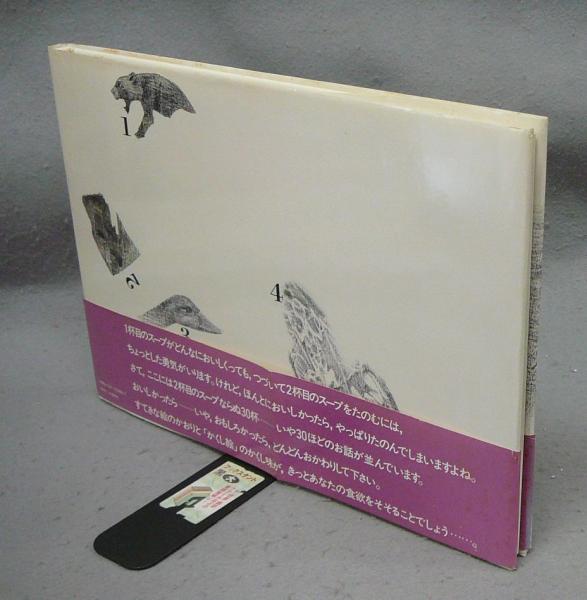 1
2
3
4
1杯目のスープがどんなにおいしくっても,つづいて2杯目のスープをたのむには,
ちょっとした勇気がいります。けれど,ほんとにおいしかったら,やっぱりたのんでしまいますよね。
さて,ここには2杯目のスープならぬ30杯——いや30ほどのお話が並んでいます。
おいしかったら——いや,おもしろかったら,どんどんおかわりして下さい。
すてきな絵のかおりと「かくし絵」のかくし味が,きっとあなたの食欲をそそることでしょう……。
ブックスタンド